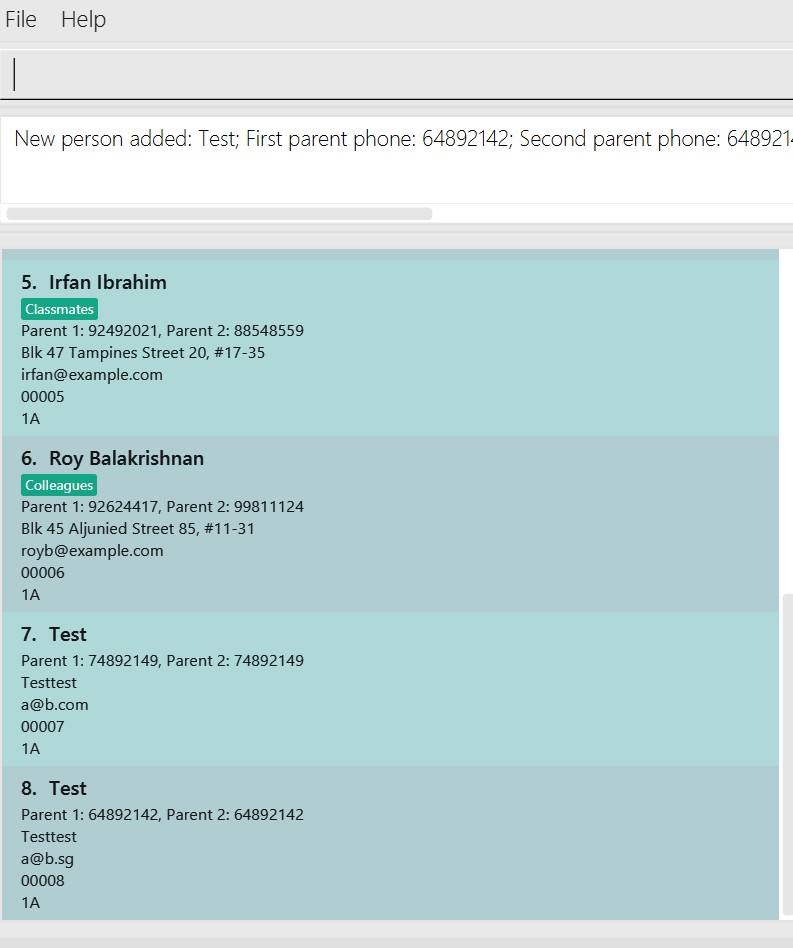 File Help
New person added: Test; First parent phone: 64892142; Second parent phone: 6489214
5. Irfan Ibrahim
Classmates
Parent 1: 92492021, Parent 2: 88548559
Blk 47 Tampines Street 20, #17-35
irfan@example.com
00005
1A
6. Roy Balakrishnan
Colleagues
Parent 1: 92624417, Parent 2: 99811124
Blk 45 Aljunied Street 85, #11-31
royb@example.com
00006
1A
7. Test
Parent 1: 74892149, Parent 2: 74892149
Testtest
a@b.com
00007
1A
8. Test
Parent 1: 64892142, Parent 2: 64892142
Testtest
a@b.sg
00008
1A